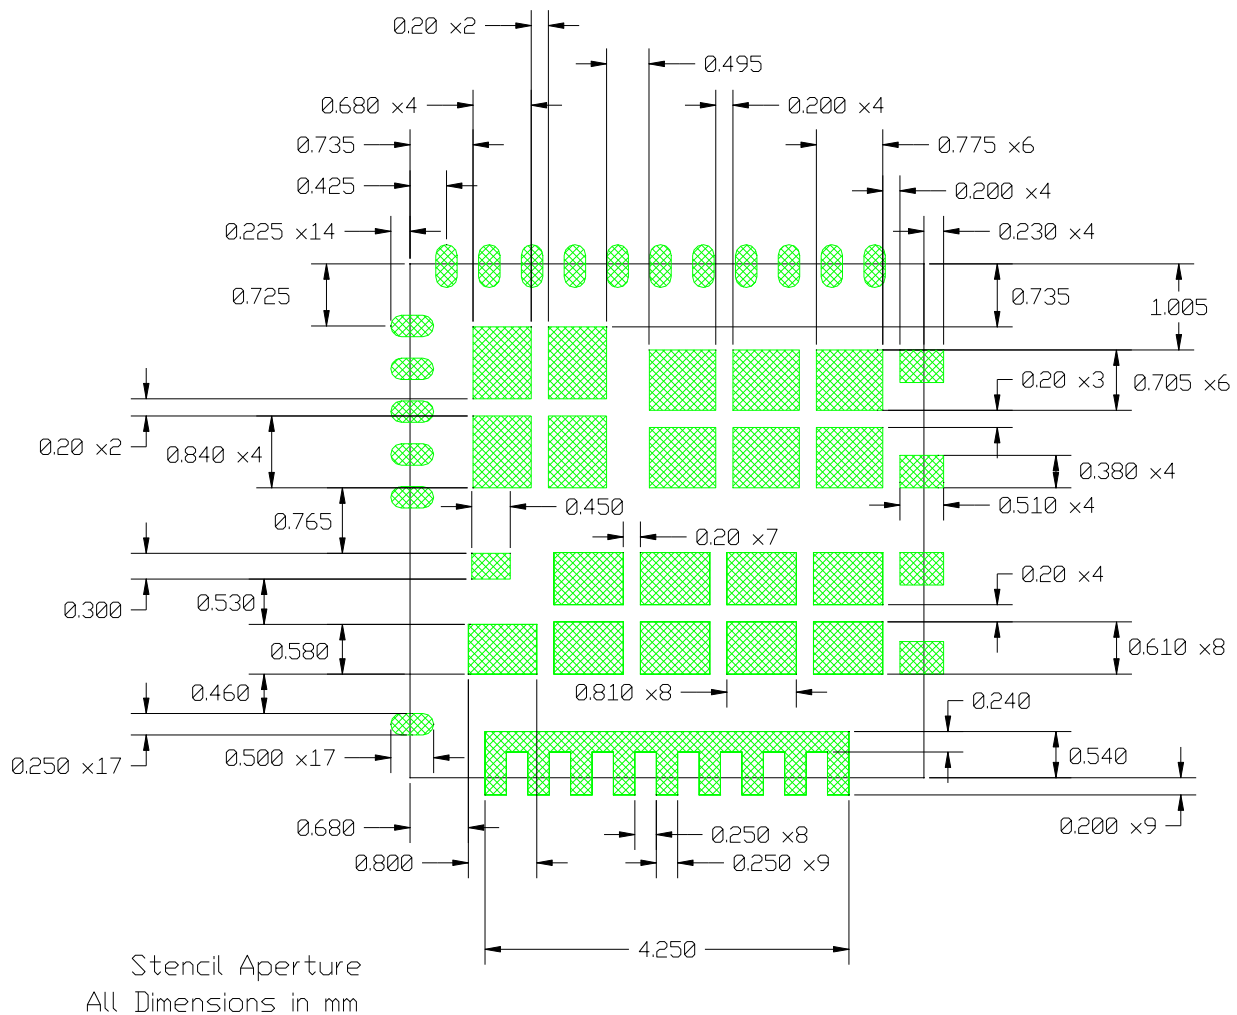 0.20 x2
0.495
0.680 x4
0.200 x4
0.735
0.775 x6
0.425
0.200 x4
0.225 x14
0.230 x4
0.725
0.735
1.005
0.20 x3
0.705 x6
0.20 x2
0.840 x4
0.380 x4
0.450
0.510 x4
0.765
0.20 x7
0.20 x4
0.300
0.530
0.580
0.610 x8
0.460
0.810 x8
0.240
0.250 x17
0.500 x17
0.540
0.680
0.250 x8
0.200 x9
0.800
0.250 x9
4.250
Stencil Aperture
All Dimensions in mm